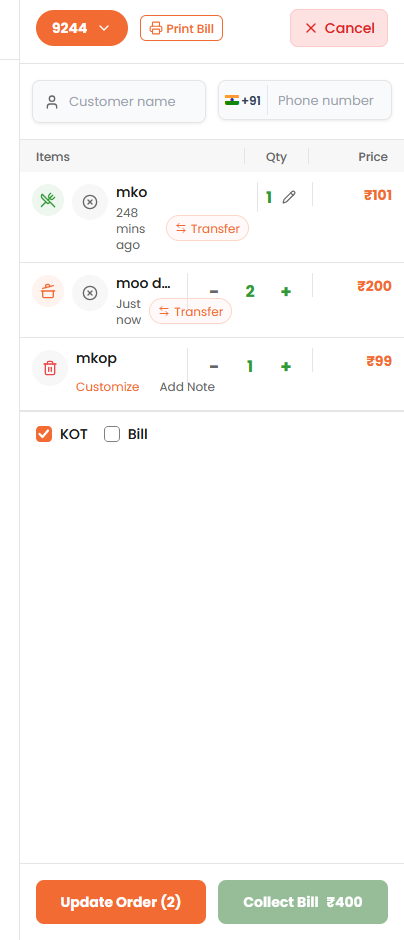 9244
Print Bill
Cancel
Customer name
+91
Phone number
Items
Qty
Price
mko
1
₹101
248
mins
ago
Transfer
moo d...
-
2
+
₹200
Just
now
Transfer
mkop
-
1
+
₹99
Customize
Add Note
KOT
Bill
Update Order (2)
Collect Bill ₹400